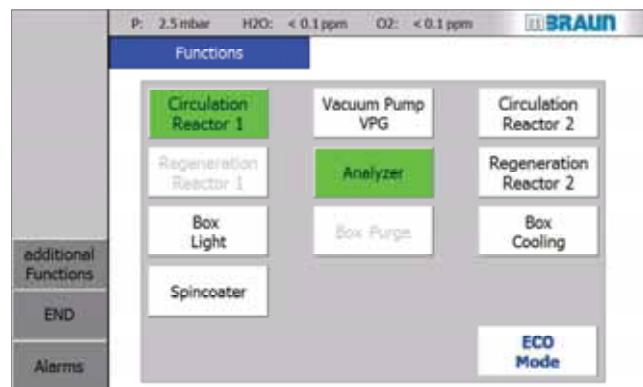 P: 2.5 mbar H2O: < 0.1 ppm O2: < 0.1 ppm
BRAUN
Functions
Circulation
Reactor 1
Vacuum Pump
VPG
Circulation
Reactor 2
Regeneration
Reactor 1
Analyzer
Regeneration
Reactor 2
Box
Light
Box Purge
Box
Cooling
Spincoater
ECO
Mode
additional
Functions
END
Alarms